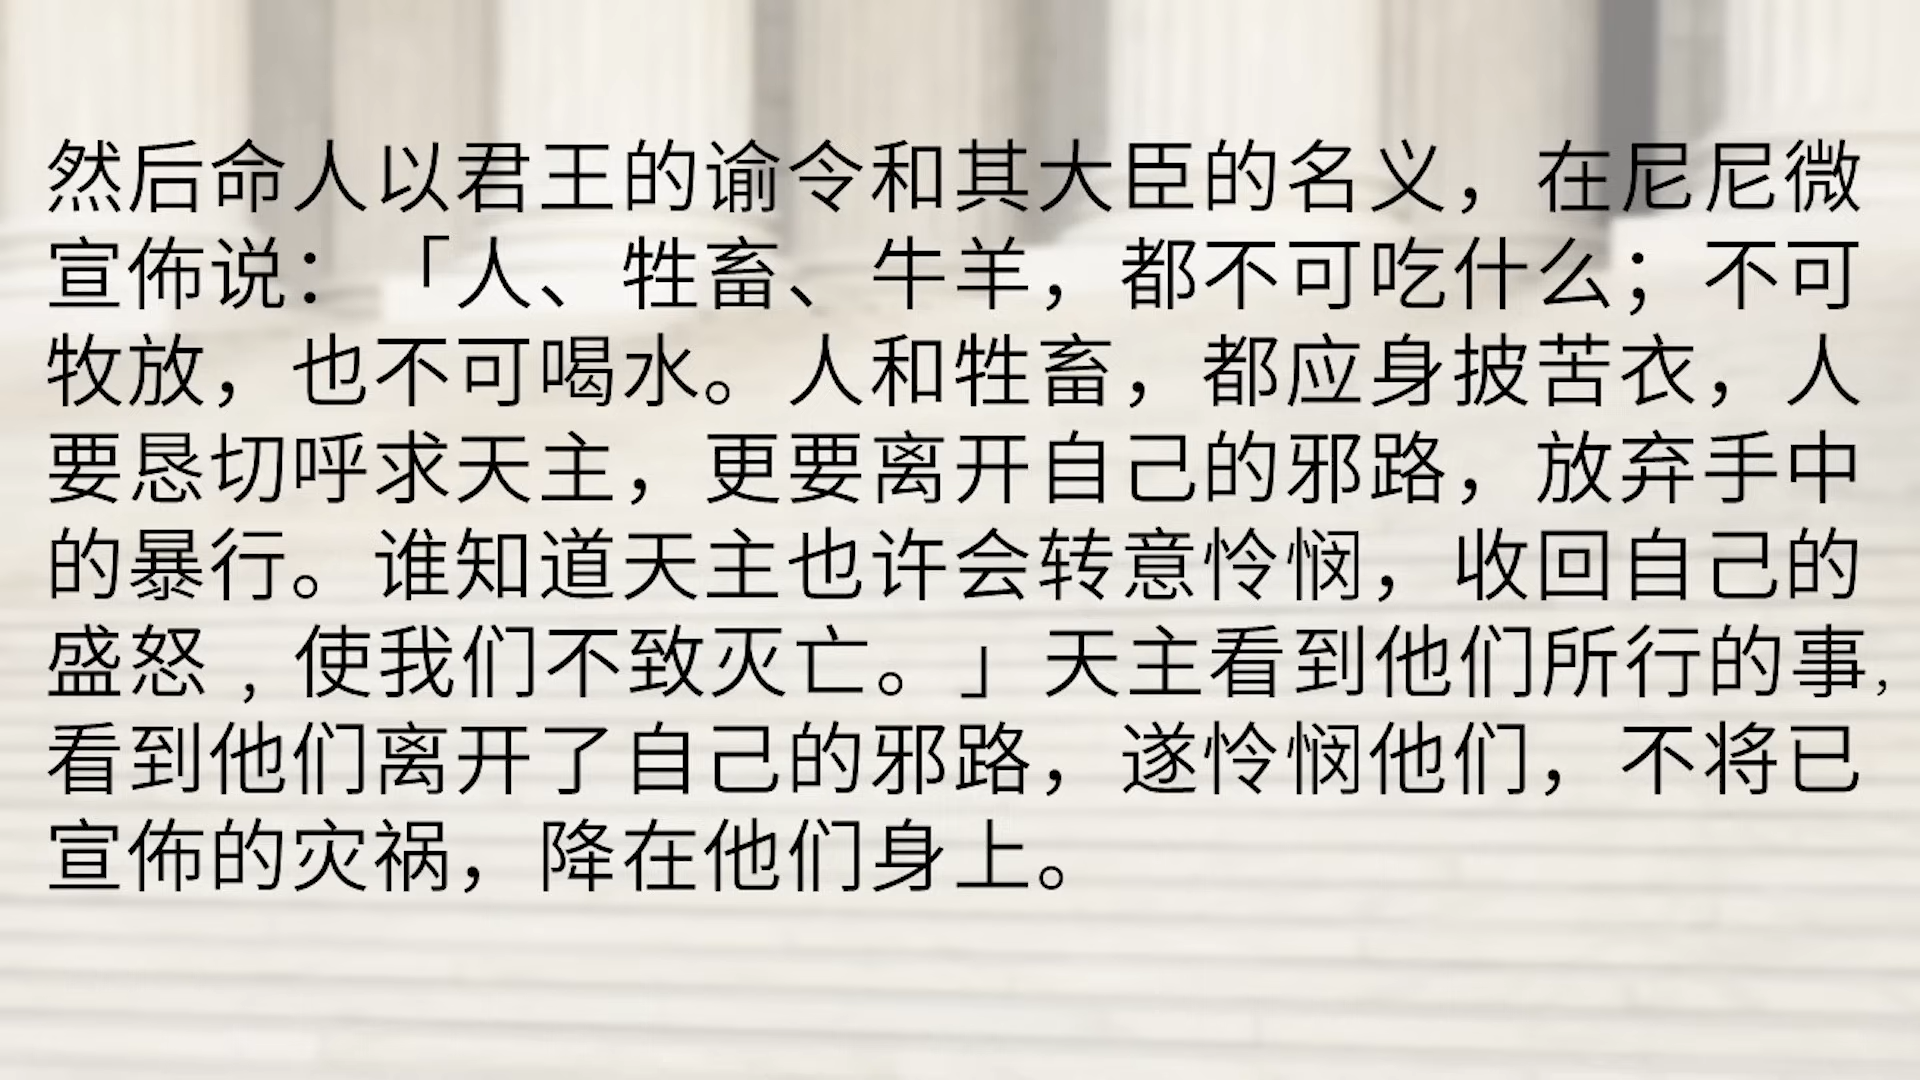 然后命人以君王的谕令和其大臣的名义，在尼尼微
宣佈说：「人、牲畜、牛羊，都不可吃什么；不可
牧放，也不可喝水。人和牲畜，都应身披苦衣，人
要恳切呼求天主，更要离开自己的邪路，放弃手中
的暴行。谁知道天主也许会转意怜悯，收回自己的
盛怒﹐使我们不致灭亡。」天主看到他们所行的事,
看到他们离开了自己的邪路，遂怜悯他们，不将已
宣佈的灾祸，降在他们身上。